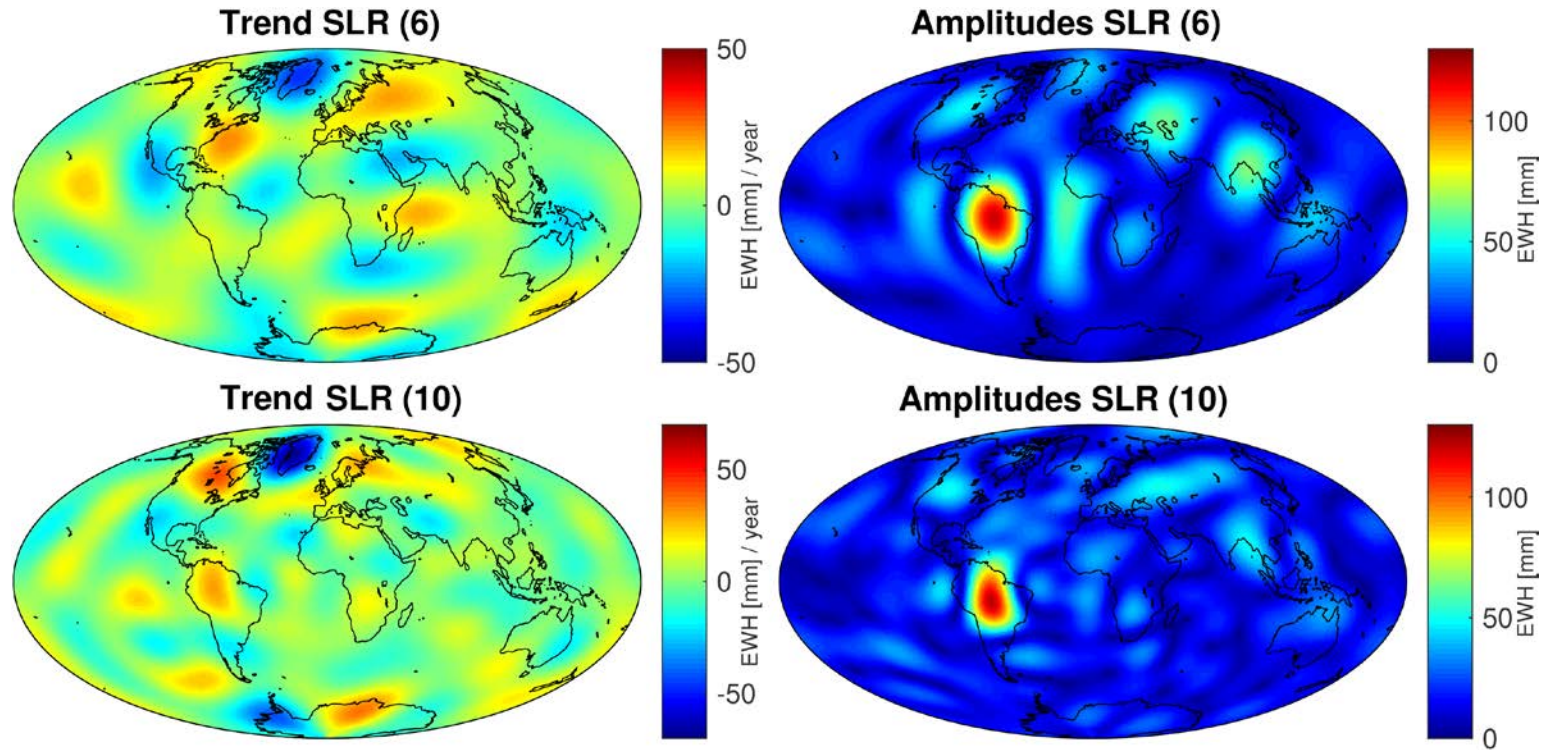 Trend SLR (6)
Amplitudes SLR (6)
50
0
-50
EWH [mm] / year
100
50
0
EWH [mm]
Trend SLR (10)
Amplitudes SLR (10)
50
0
-50
EWH [mm] / year
100
50
0
EWH [mm]